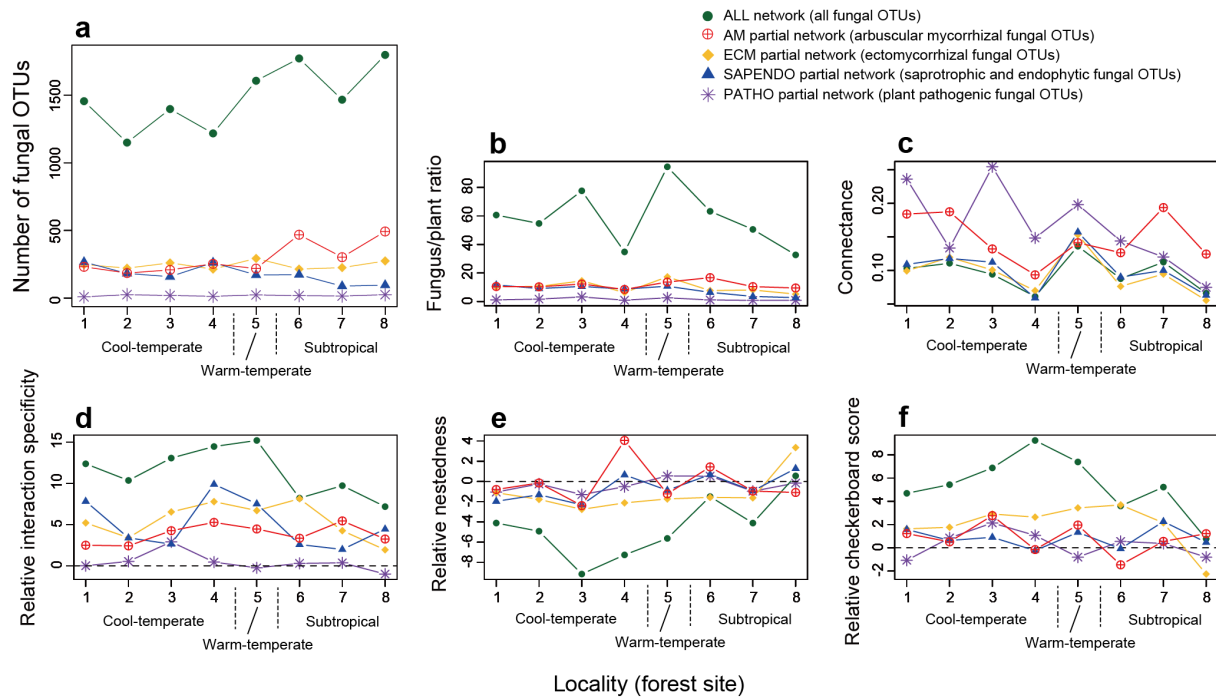 ALL network (all fungal OTUs)
AM partial network (arbuscular mycorrhizal fungal OTUs)
ECM partial network (ectomycorrhizal fungal OTUs)
SAPENDO partial network (saprotrophic and endophytic fungal OTUs)
PATHO partial network (plant pathogenic fungal OTUs)
a
Number of fungal OTUs
1500
1000
500
0
1 2 3 4 5 6 7 8
Cool-temperate
Subtropical
Warm-temperate
b
Fungus/plant ratio
80
60
40
20
0
1 2 3 4 5 6 7 8
Cool-temperate
Subtropical
Warm-temperate
c
Connectance
0.20
0.10
1 2 3 4 5 6 7 8
Cool-temperate
Subtropical
Warm-temperate
d
Relative interaction specificity
15
10
5
0
1 2 3 4 5 6 7 8
Cool-temperate
Subtropical
Warm-temperate
e
Relative nestedness
4
2
0
-2
-4
-6
-8
1 2 3 4 5 6 7 8
Cool-temperate
Subtropical
Warm-temperate
f
Relative checkerboard score
8
6
4
2
0
-2
1 2 3 4 5 6 7 8
Cool-temperate
Subtropical
Warm-temperate
Locality (forest site)